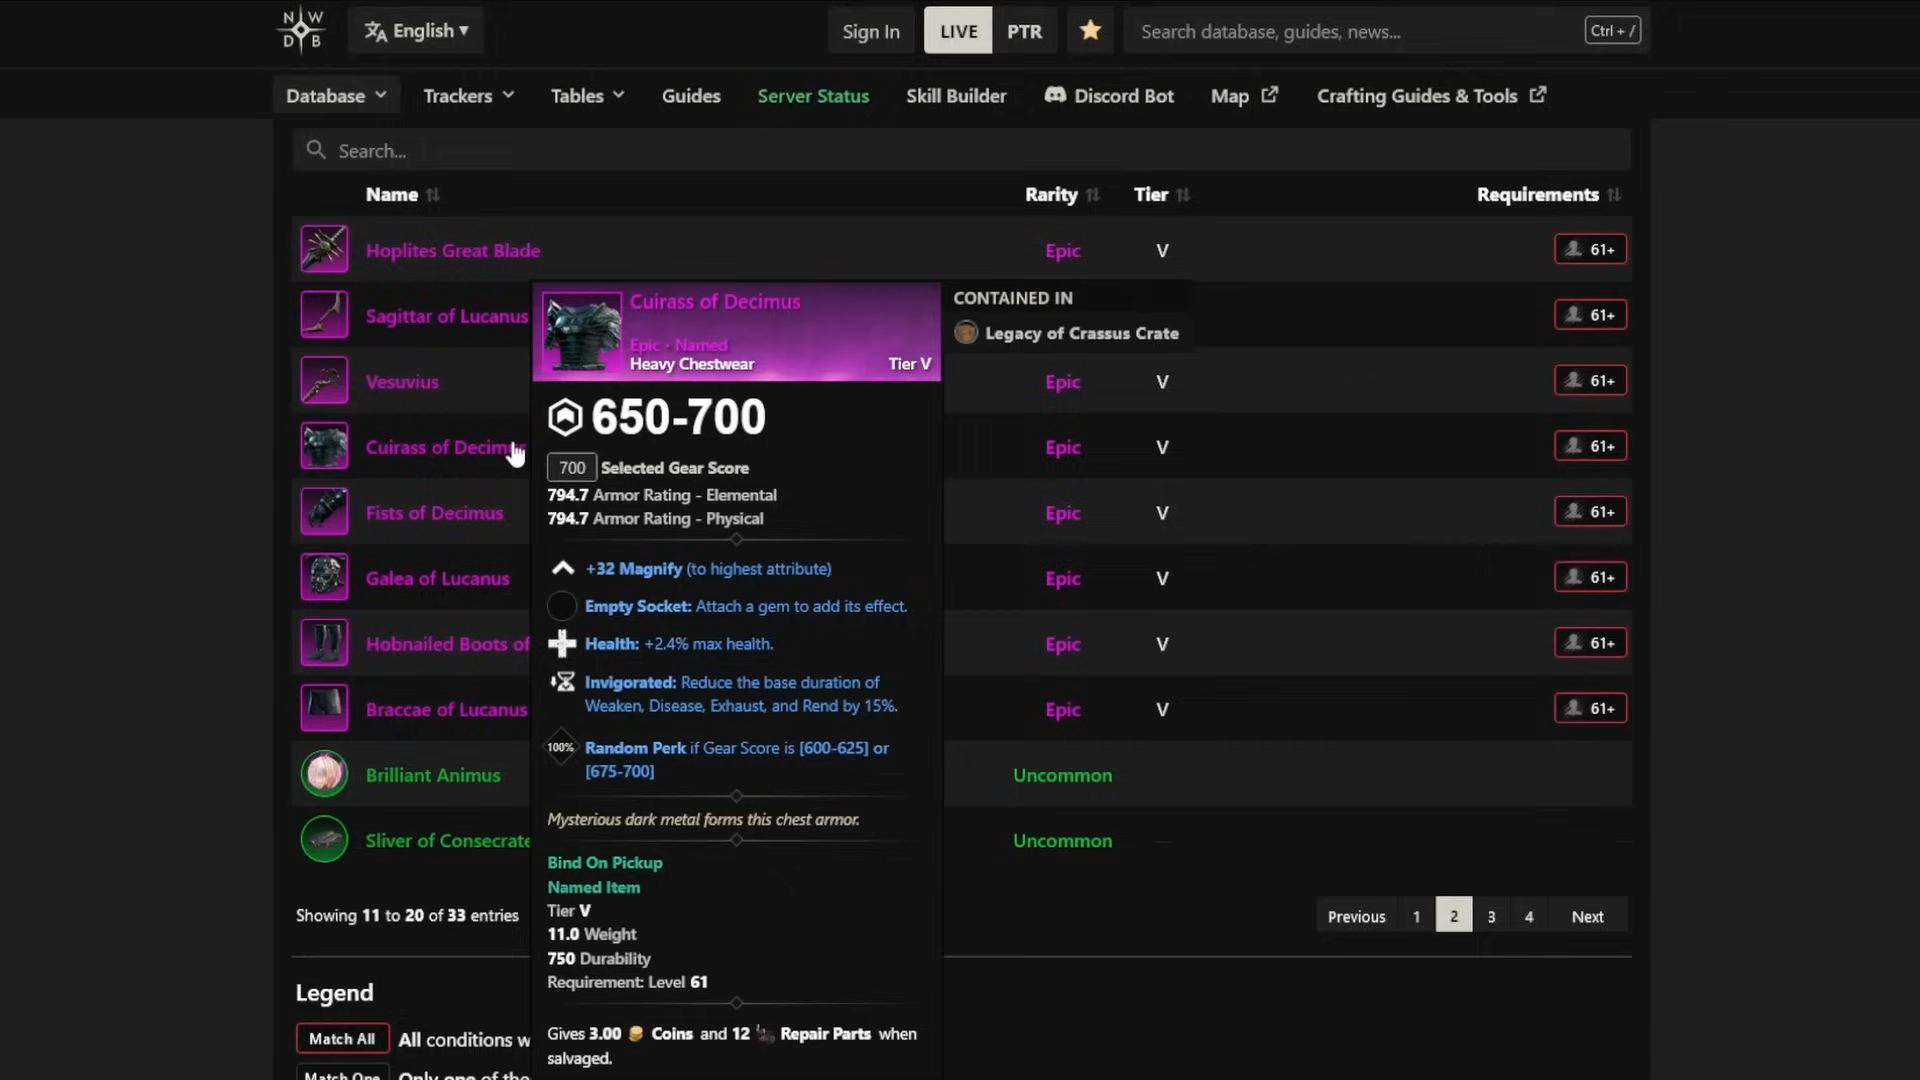 N W
D B
English ▾
Sign In
LIVE
PTR
Search database, guides, news...
Ctrl + /
Database
Trackers
Tables
Guides
Server Status
Skill Builder
Discord Bot
Map
Crafting Guides & Tools
Search...
Name
Rarity
Tier
Requirements
Hoplites Great Blade
Epic
V
61+
Sagittar of Lucanus
61+
Vesuvius
Epic
V
61+
Cuirass of Decimus
Epic
V
61+
Fists of Decimus
Epic
V
61+
Galea of Lucanus
Epic
V
61+
Hobnailed Boots of
Epic
V
61+
Braccae of Lucanus
Epic
V
61+
Brilliant Animus
Uncommon
Sliver of Consecrate
Uncommon
Cuirass of Decimus
Epic · Named
Heavy Chestwear
Tier V
650-700
700 Selected Gear Score
794.7 Armor Rating - Elemental
794.7 Armor Rating - Physical
+32 Magnify (to highest attribute)
Empty Socket: Attach a gem to add its effect.
Health: +2.4% max health.
Invigorated: Reduce the base duration of
Weaken, Disease, Exhaust, and Rend by 15%.
100% Random Perk if Gear Score is [600-625] or
[675-700]
Mysterious dark metal forms this chest armor.
Bind On Pickup
Named Item
Tier V
11.0 Weight
750 Durability
Requirement: Level 61
Gives 3.00 Coins and 12 Repair Parts when
salvaged.
CONTAINED IN
Legacy of Crassus Crate
Showing 11 to 20 of 33 entries
Previous
1
2
3
4
Next
Legend
Match All
All conditions w
Match One
Only one of the